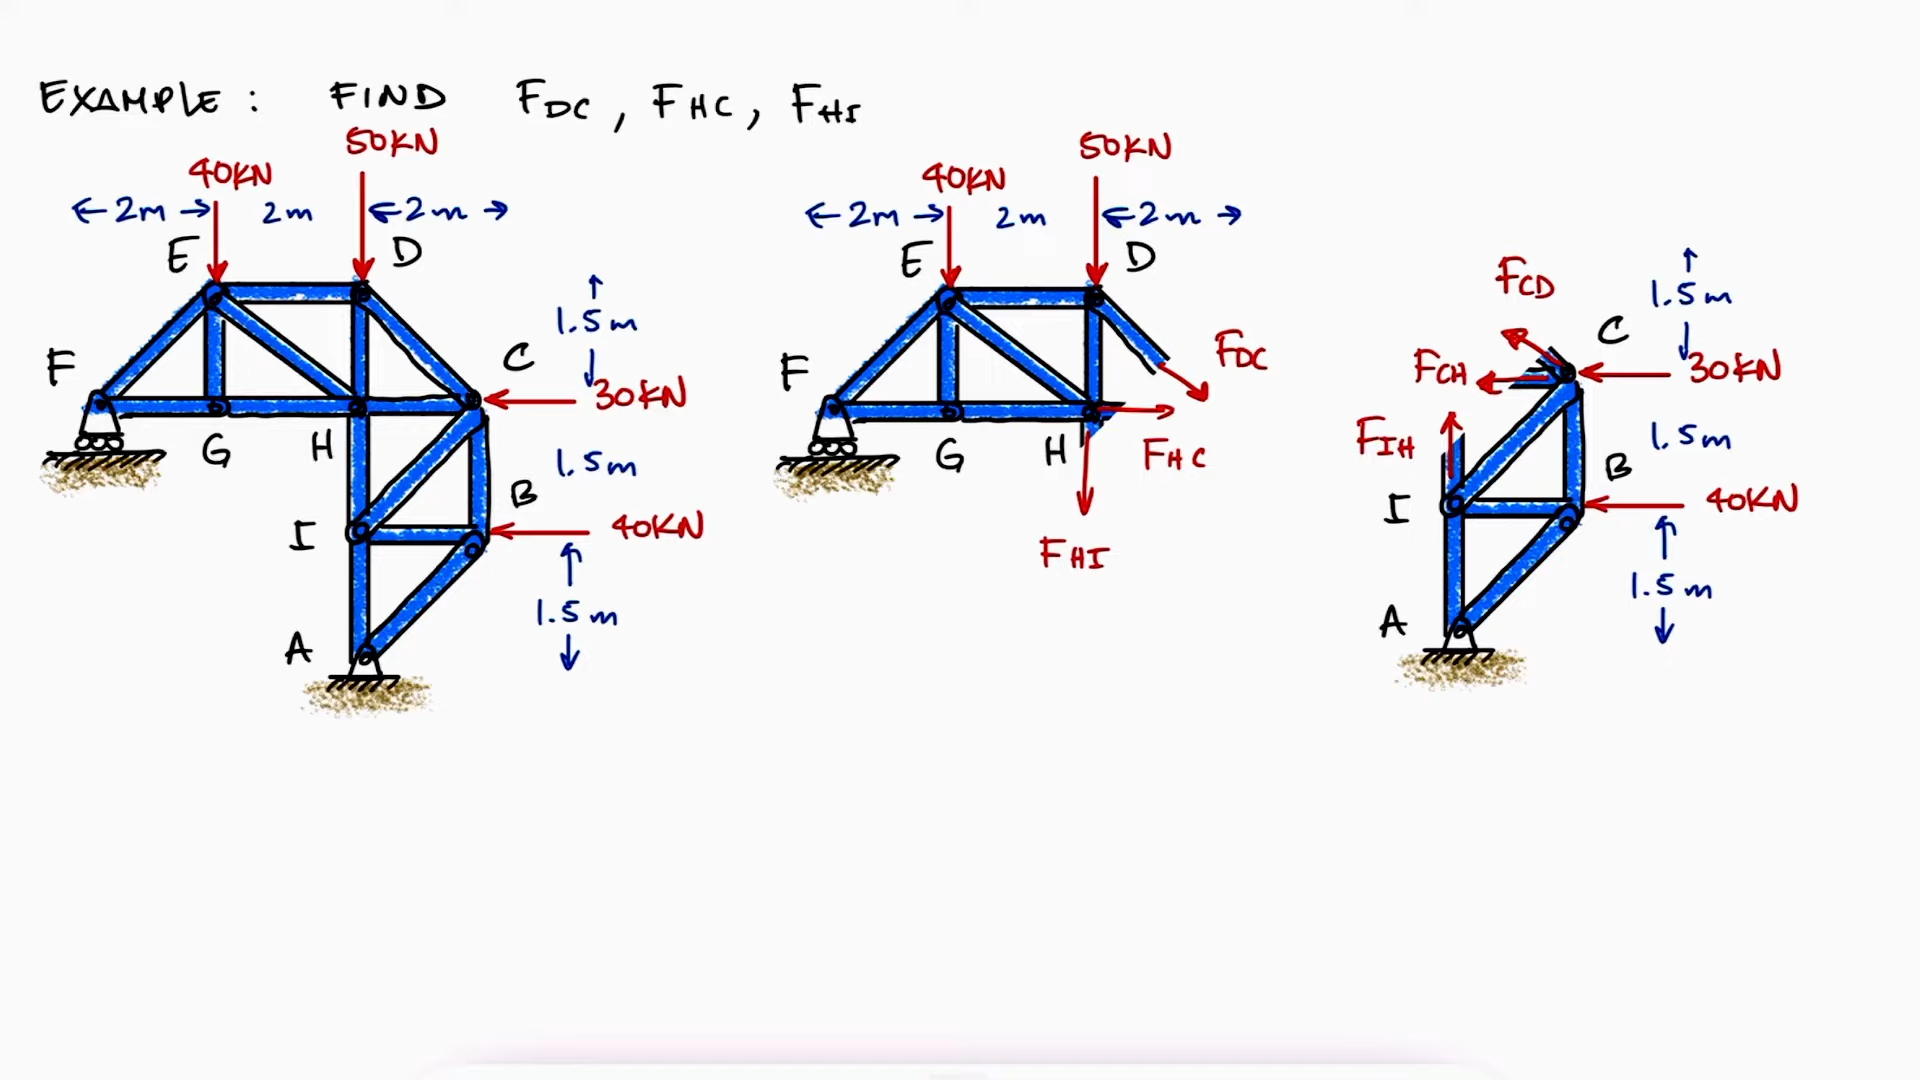 EXAMPLE: FIND FDC, FHC, FHI
50KN
40KN
2m 2m 2m
E D
1.5m
F C
30KN
G H
1.5m
B
I 40KN
1.5m
A
50KN
40KN
2m 2m 2m
E D
FDC
F
G H FHC
FHI
FCD
1.5m
C
FCH 30KN
FIH 1.5m
B
I 40KN
1.5m
A